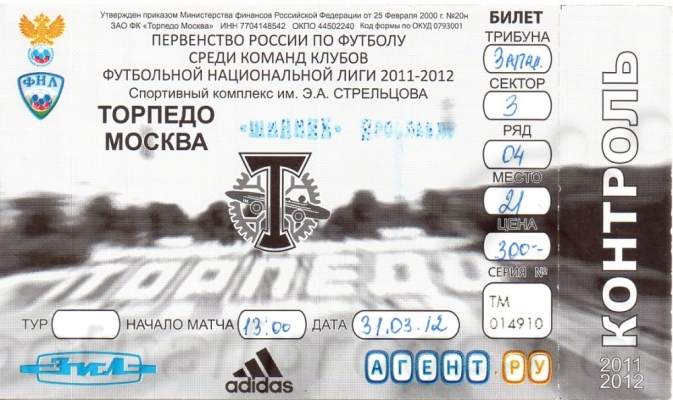 Утвержден приказом Министерства финансов Российской Федерации от 25 Февраля 2000 г. №20н
ЗАО ФК «Торпедо Москва» ИНН 7704148542 ОКПО 44502240 Код формы по ОКУД 0793001
ПЕРВЕНСТВО РОССИИ ПО ФУТБОЛУ
СРЕДИ КОМАНД КЛУБОВ
ФУТБОЛЬНОЙ НАЦИОНАЛЬНОЙ ЛИГИ 2011-2012
Спортивный комплекс им. Э.А. СТРЕЛЬЦОВА
ФНЛ
ТОРПЕДО
МОСКВА
«ШИННИК» ЯРОСЛАВЛЬ
Т
ТОРПЕДО
ТУР
НАЧАЛО МАТЧА 13:00
ДАТА 31.03.12
ЗИЛ
adidas
АГЕНТ.РУ
БИЛЕТ
ТРИБУНА
Запад.
СЕКТОР
3
РЯД
04
МЕСТО
21
ЦЕНА
300=
СЕРИЯ №
ТМ
014910
КОНТРОЛЬ
2011
2012